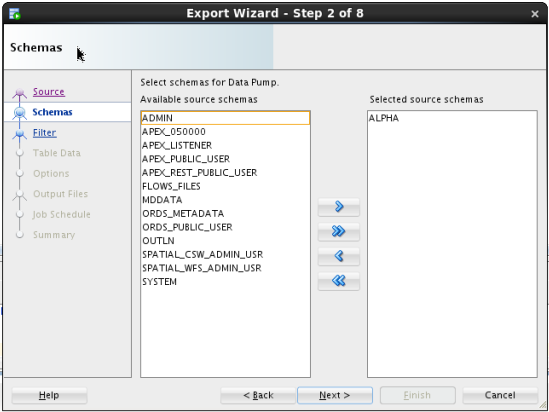 Export Wizard - Step 2 of 8
Schemas
Source
Schemas
Filter
Table Data
Options
Output Files
Job Schedule
Summary
Select schemas for Data Pump.
Available source schemas
ADMIN
APEX_050000
APEX_LISTENER
APEX_PUBLIC_USER
APEX_REST_PUBLIC_USER
FLOWS_FILES
MDDATA
ORDS_METADATA
ORDS_PUBLIC_USER
OUTLN
SPATIAL_CSW_ADMIN_USR
SPATIAL_WFS_ADMIN_USR
SYSTEM
Selected source schemas
ALPHA
Help
< Back
Next >
Finish
Cancel